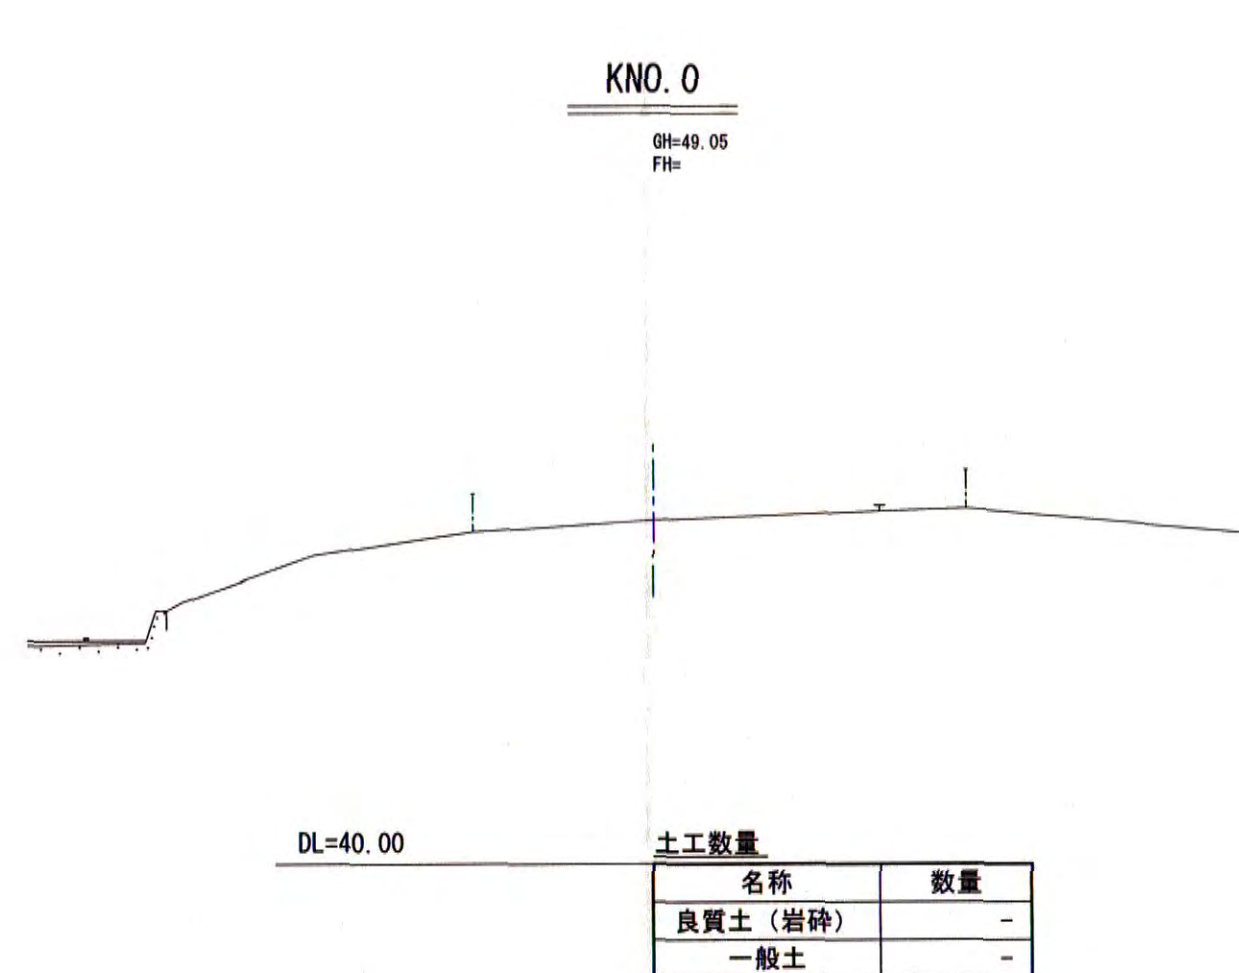 KNO.0
GH=49.05
FH=
DL=40.00
土工数量
名称 数量
良質土（岩砕） -
一般土 -